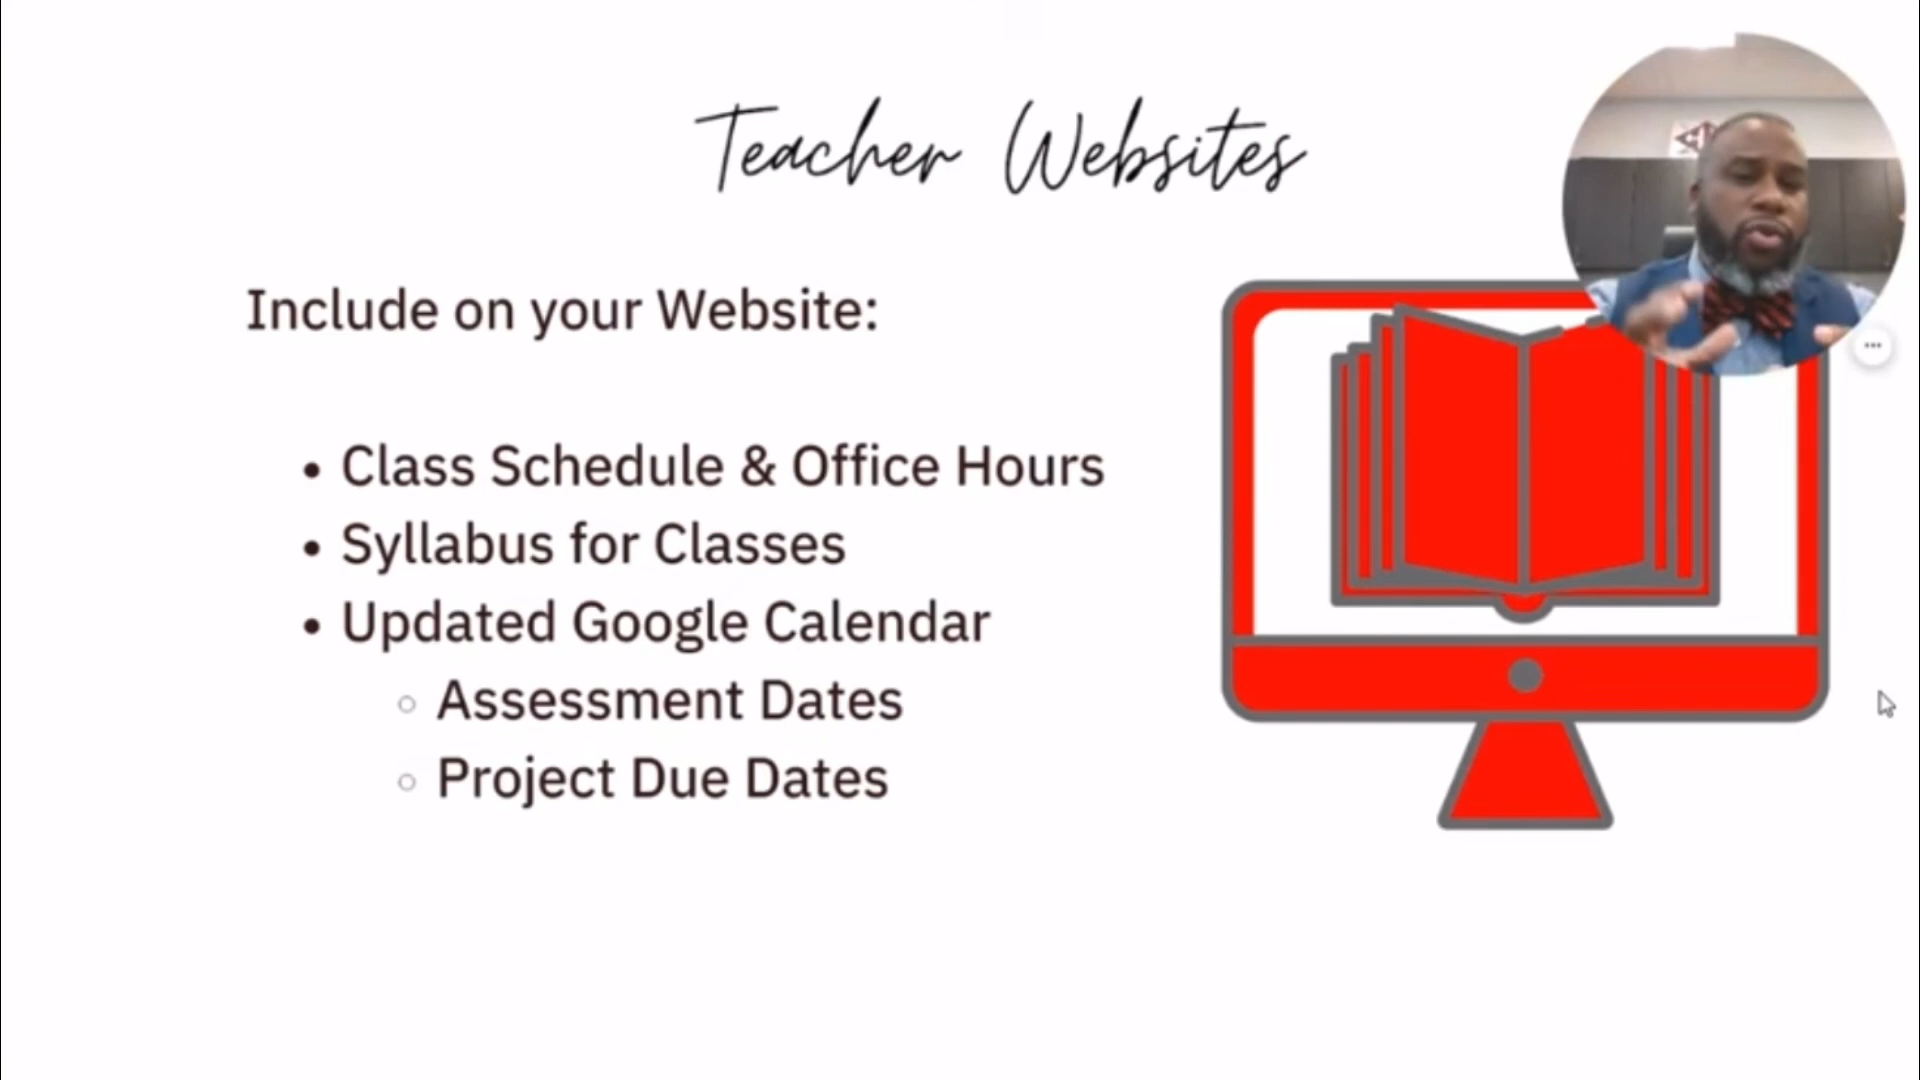 Teacher Websites
Include on your Website:
• Class Schedule & Office Hours
• Syllabus for Classes
• Updated Google Calendar
○ Assessment Dates
○ Project Due Dates